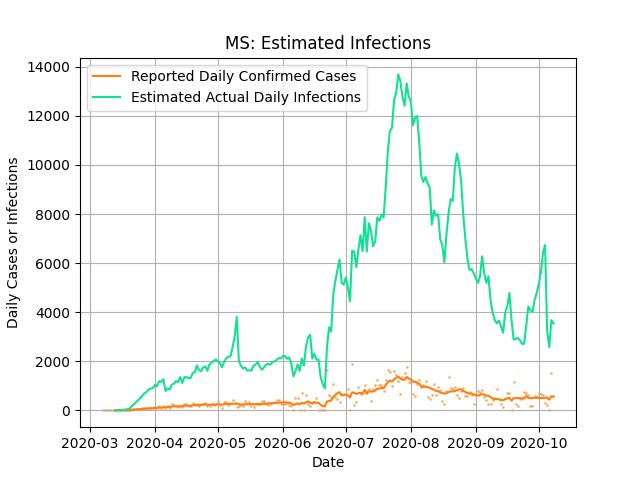 MS: Estimated Infections
Reported Daily Confirmed Cases
Estimated Actual Daily Infections
14000
12000
10000
8000
6000
4000
2000
0
Daily Cases or Infections
2020-03 2020-04 2020-05 2020-06 2020-07 2020-08 2020-09 2020-10
Date